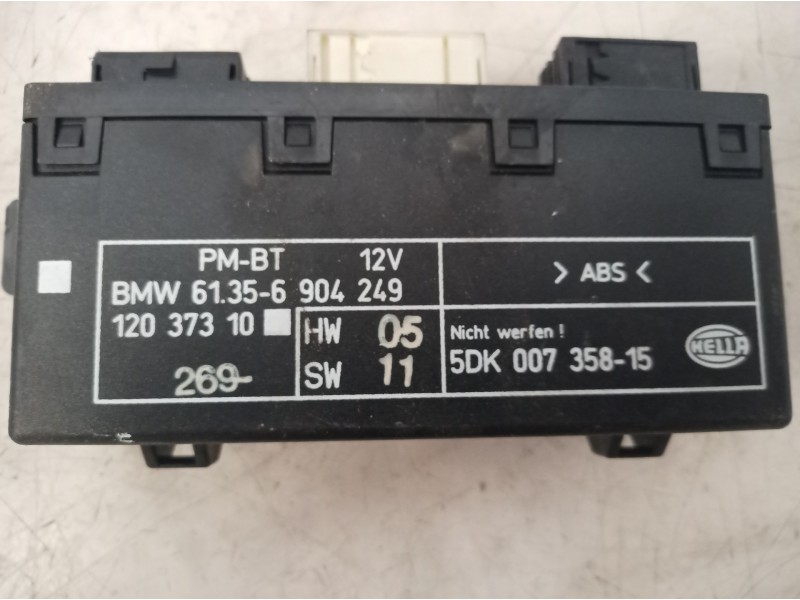 PM-BT 12V
BMW 61.35-6 904 249
120 373 10
269-
HW 05
SW 11
> ABS <
Nicht werfen !
5DK 007 358-15
HELLA